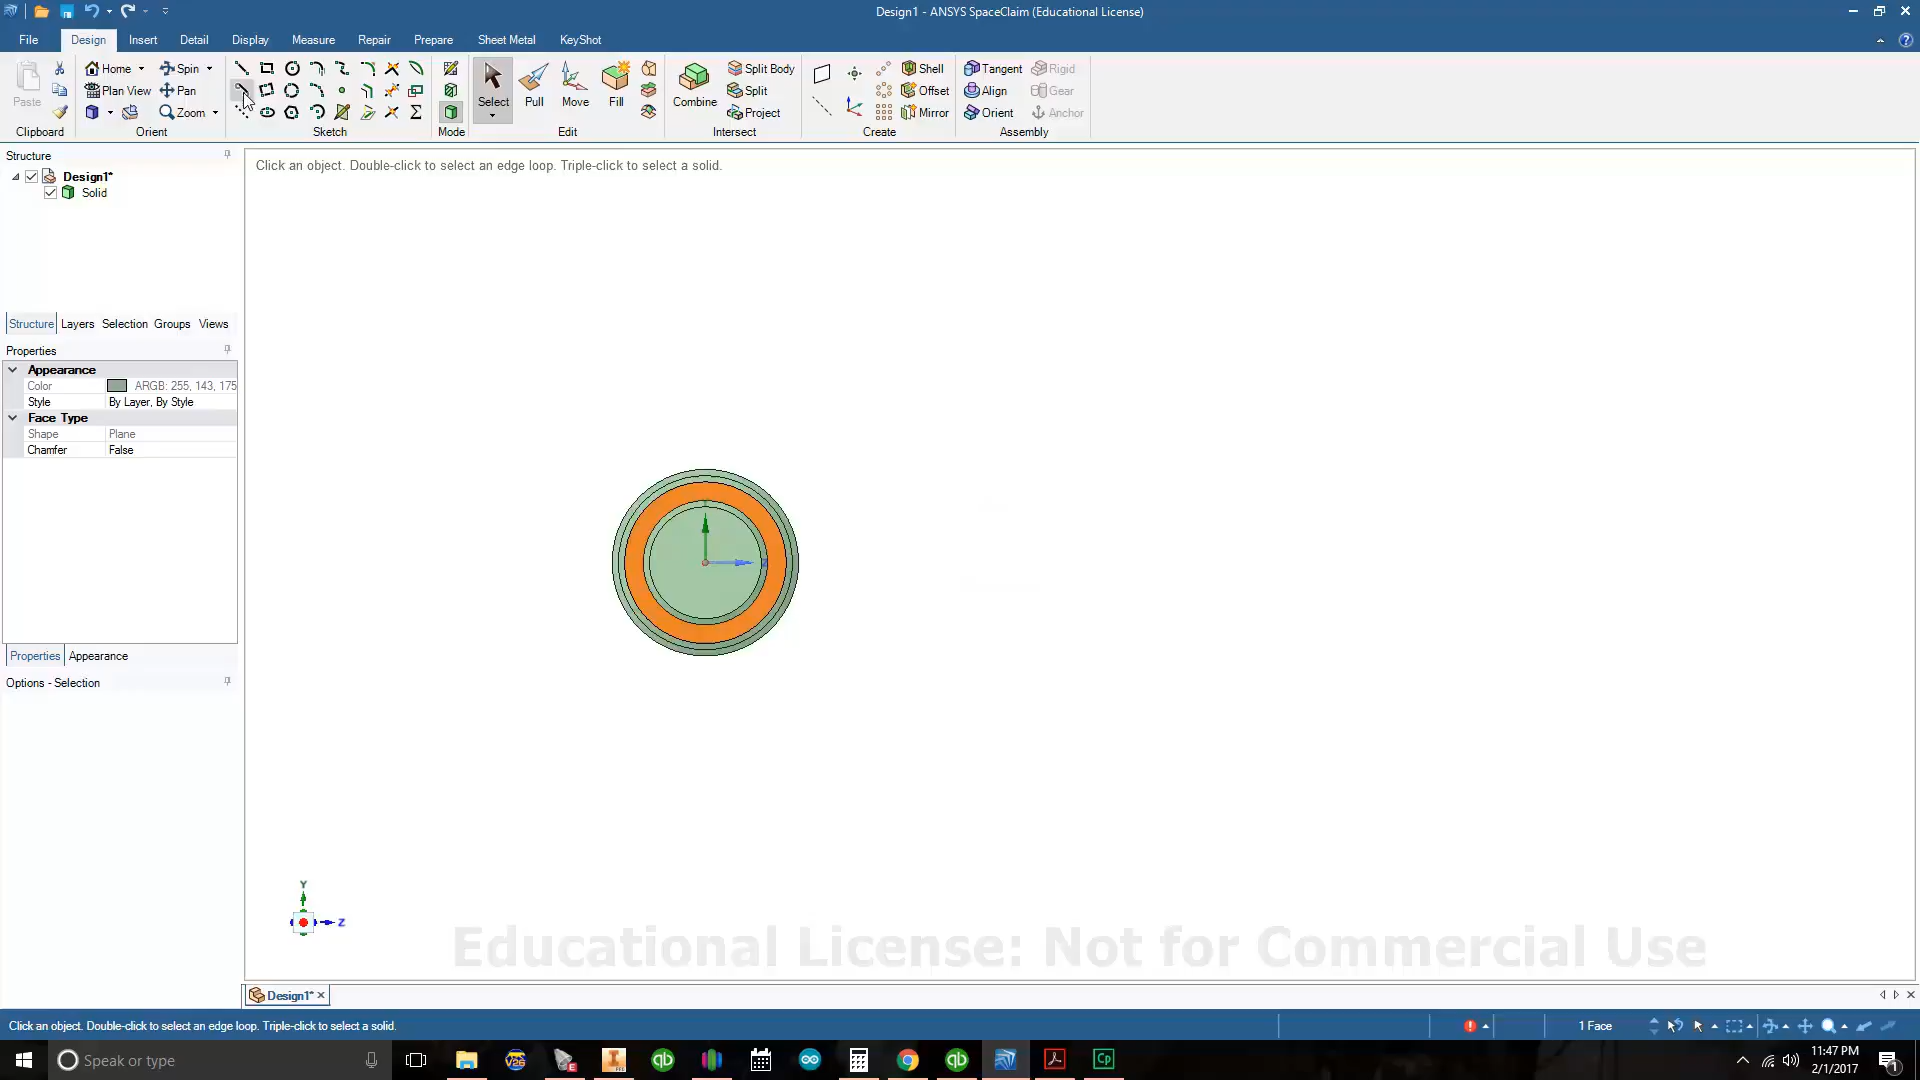 Design1 - ANSYS SpaceClaim (Educational License)
File Design Insert Detail Display Measure Repair Prepare Sheet Metal KeyShot
Home Spin Split Body Shell Tangent Rigid
Paste Plan View Pan Select Pull Move Fill Combine Split Offset Align Gear
Zoom Project Mirror Orient Anchor
Clipboard Orient Sketch Mode Edit Intersect Create Assembly
Structure
Click an object. Double-click to select an edge loop. Triple-click to select a solid.
Design1*
Solid
Structure Layers Selection Groups Views
Properties
Appearance
Color ARGB: 255, 143, 175
Style By Layer, By Style
Face Type
Shape Plane
Chamfer False
Properties Appearance
Options - Selection
Y
Z
Educational License: Not for Commercial Use
Design1*
Click an object. Double-click to select an edge loop. Triple-click to select a solid. 1 Face
Speak or type
11:47 PM
2/1/2017